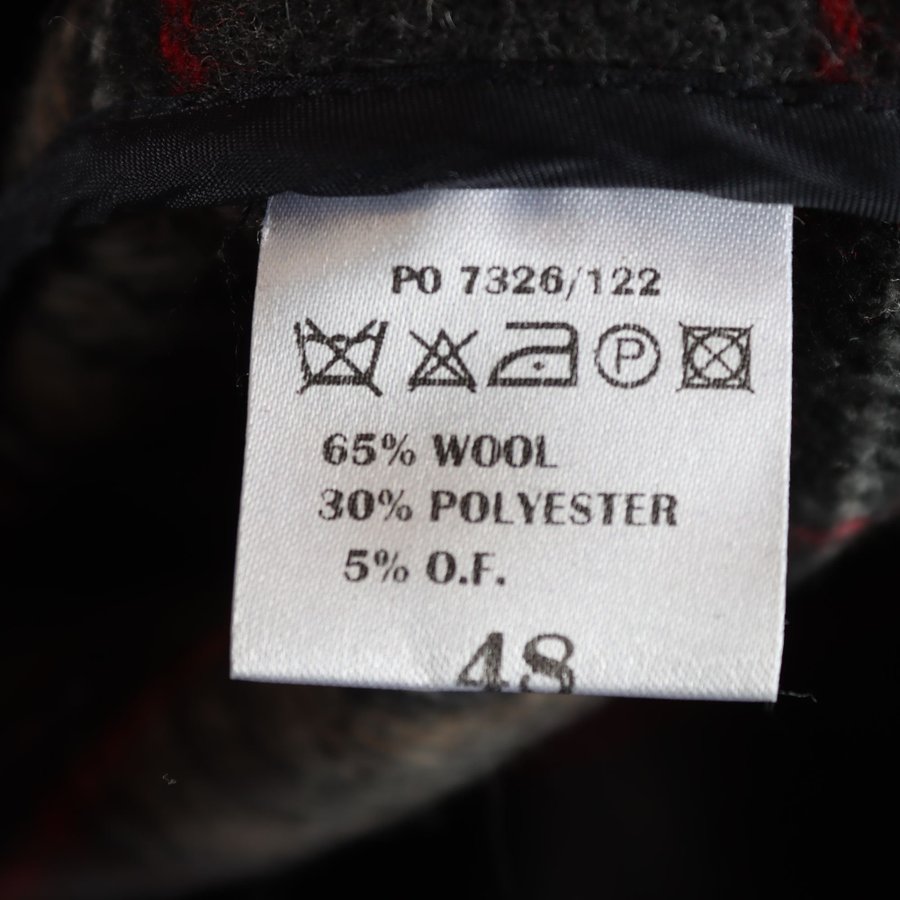 PO 7326/122
P
65% WOOL
30% POLYESTER
5% O.F.
48